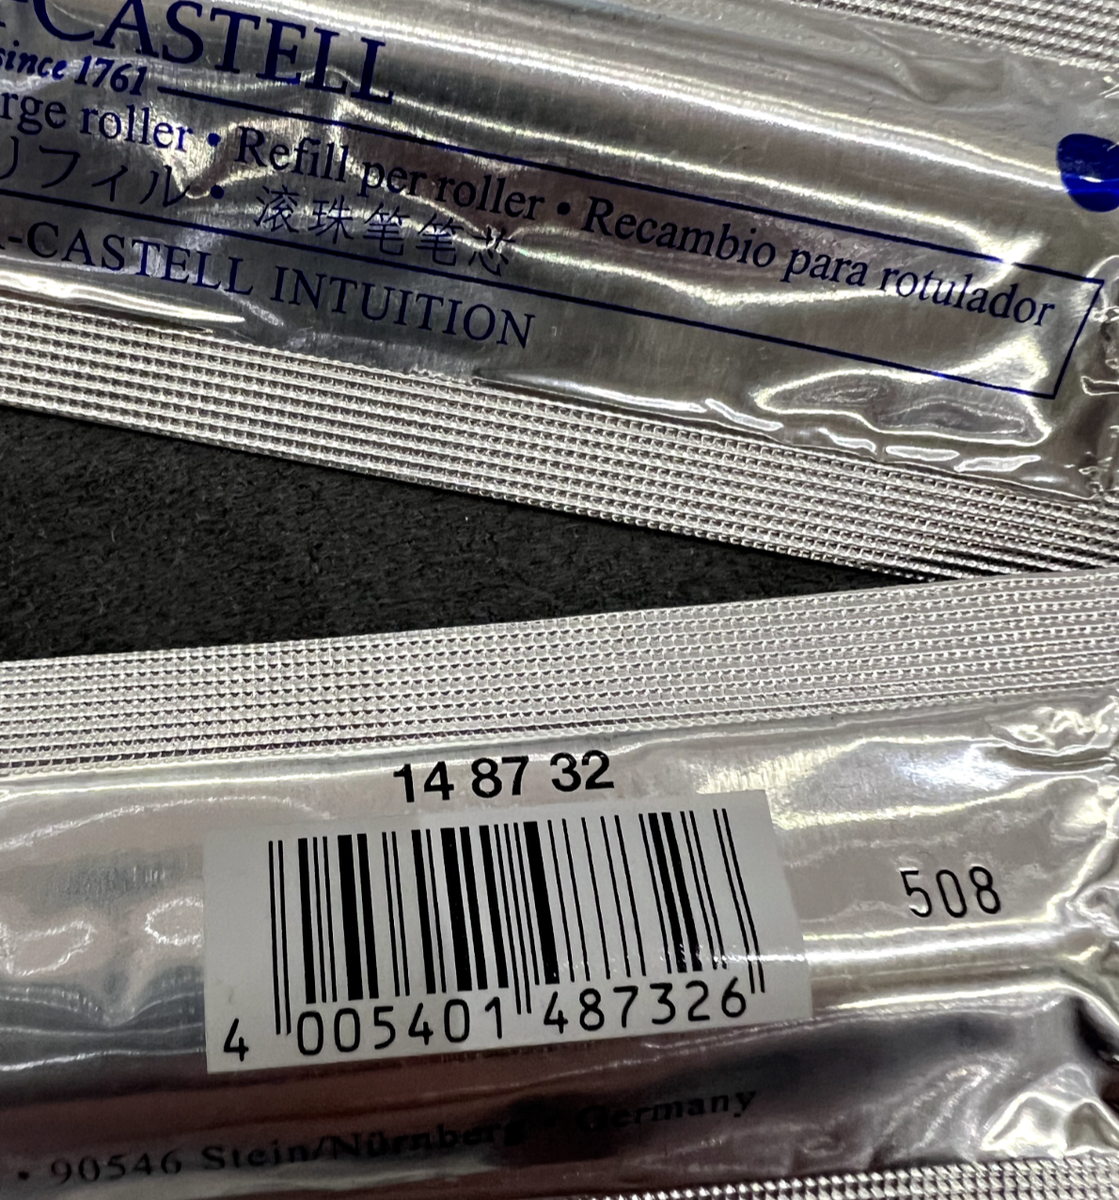 -CASTELL
since 1761
rge roller • Refill per roller • Recambio para rotulador
リフィル • 滚珠笔笔芯
-CASTELL INTUITION
14 87 32
508
4 005401 487326
• 90546 Stein/Nürnberg • Germany